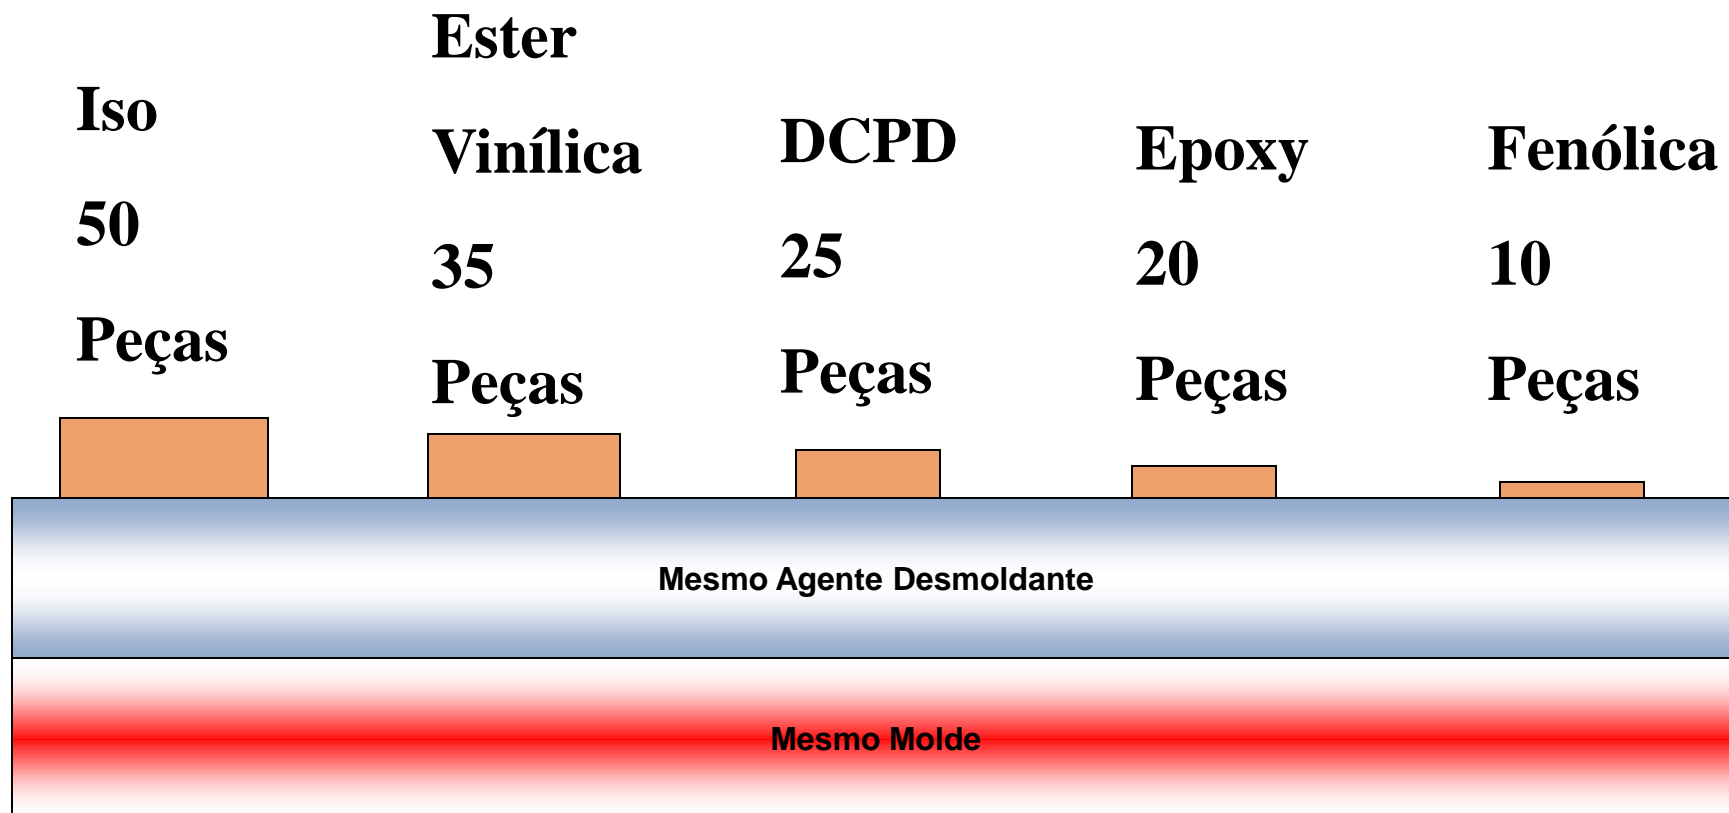 Iso
50
Peças
Ester
Vinílica
35
Peças
DCPD
25
Peças
Epoxy
20
Peças
Fenólica
10
Peças
Mesmo Agente Desmoldante
Mesmo Molde